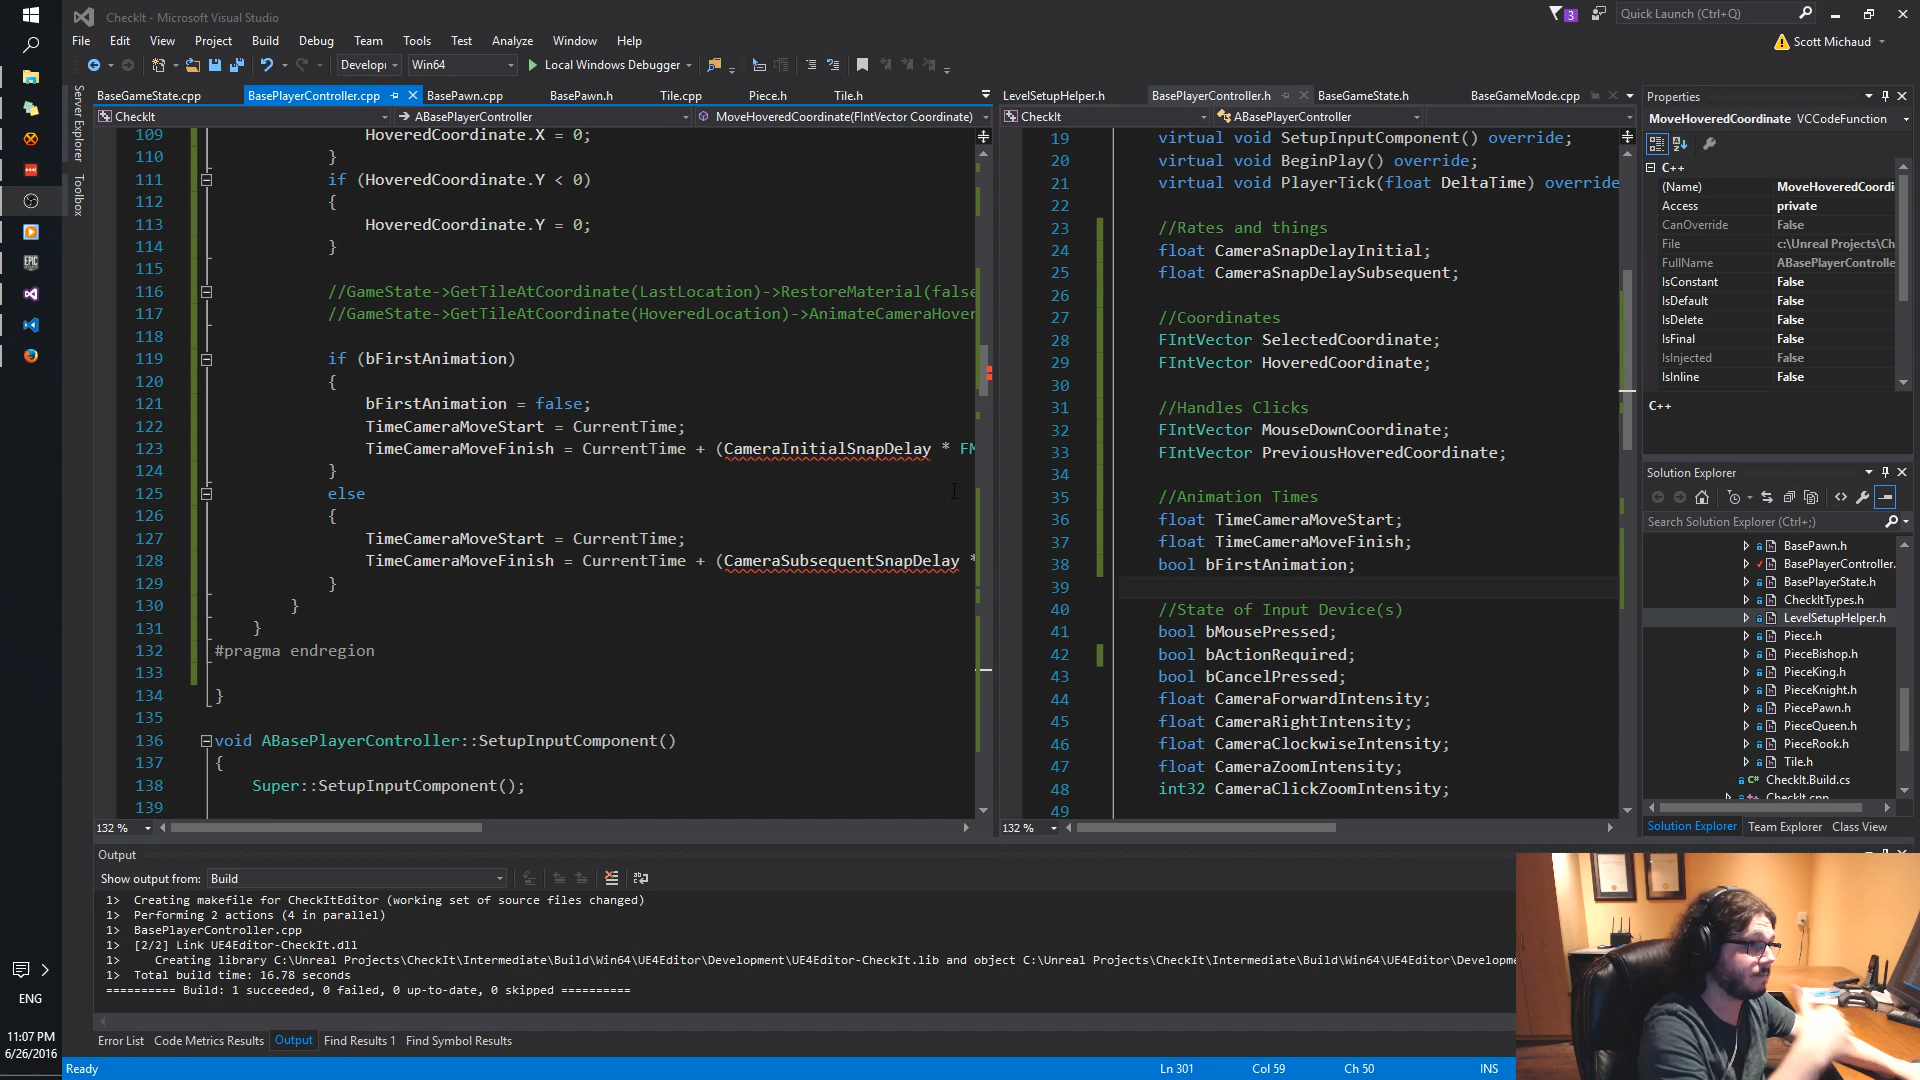 CheckIt - Microsoft Visual Studio
3
Quick Launch (Ctrl+Q)
File Edit View Project Build Debug Team Tools Test Analyze Window Help
Scott Michaud
Develop Win64 Local Windows Debugger
Server Explorer
Toolbox
BaseGameState.cpp BasePlayerController.cpp BasePawn.cpp BasePawn.h Tile.cpp Piece.h Tile.h
CheckIt ABasePlayerController MoveHoveredCoordinate(FIntVector Coordinate)
109 HoveredCoordinate.X = 0;
110 }
111 if (HoveredCoordinate.Y < 0)
112 {
113 HoveredCoordinate.Y = 0;
114 }
115
116 //GameState->GetTileAtCoordinate(LastLocation)->RestoreMaterial(false
117 //GameState->GetTileAtCoordinate(HoveredLocation)->AnimateCameraHover
118
119 if (bFirstAnimation)
120 {
121 bFirstAnimation = false;
122 TimeCameraMoveStart = CurrentTime;
123 TimeCameraMoveFinish = CurrentTime + (CameraInitialSnapDelay * FM
124 }
125 else
126 {
127 TimeCameraMoveStart = CurrentTime;
128 TimeCameraMoveFinish = CurrentTime + (CameraSubsequentSnapDelay *
129 }
130 }
131 }
132 #pragma endregion
133
134 }
135
136 void ABasePlayerController::SetupInputComponent()
137 {
138 Super::SetupInputComponent();
139
132 %
LevelSetupHelper.h BasePlayerController.h BaseGameState.h BaseGameMode.cpp
CheckIt ABasePlayerController
19 virtual void SetupInputComponent() override;
20 virtual void BeginPlay() override;
21 virtual void PlayerTick(float DeltaTime) override
22
23 //Rates and things
24 float CameraSnapDelayInitial;
25 float CameraSnapDelaySubsequent;
26
27 //Coordinates
28 FIntVector SelectedCoordinate;
29 FIntVector HoveredCoordinate;
30
31 //Handles Clicks
32 FIntVector MouseDownCoordinate;
33 FIntVector PreviousHoveredCoordinate;
34
35 //Animation Times
36 float TimeCameraMoveStart;
37 float TimeCameraMoveFinish;
38 bool bFirstAnimation;
39
40 //State of Input Device(s)
41 bool bMousePressed;
42 bool bActionRequired;
43 bool bCancelPressed;
44 float CameraForwardIntensity;
45 float CameraRightIntensity;
46 float CameraClockwiseIntensity;
47 float CameraZoomIntensity;
48 int32 CameraClickZoomIntensity;
49
132 %
Properties
MoveHoveredCoordinate VCCodeFunction
C++
(Name) MoveHoveredCoordi
Access private
CanOverride False
File c:\Unreal Projects\Ch
FullName ABasePlayerControlle
IsConstant False
IsDefault False
IsDelete False
IsFinal False
IsInjected False
IsInline False
C++
Solution Explorer
Search Solution Explorer (Ctrl+;)
BasePawn.h
BasePlayerController.
BasePlayerState.h
CheckItTypes.h
LevelSetupHelper.h
Piece.h
PieceBishop.h
PieceKing.h
PieceKnight.h
PiecePawn.h
PieceQueen.h
PieceRook.h
Tile.h
CheckIt.Build.cs
CheckIt.cpp
Solution Explorer Team Explorer Class View
Output
Show output from: Build
1> Creating makefile for CheckItEditor (working set of source files changed)
1> Performing 2 actions (4 in parallel)
1> BasePlayerController.cpp
1> [2/2] Link UE4Editor-CheckIt.dll
1> Creating library C:\Unreal Projects\CheckIt\Intermediate\Build\Win64\UE4Editor\Development\UE4Editor-CheckIt.lib and object C:\Unreal Projects\CheckIt\Intermediate\Build\Win64\UE4Editor\Developme
1> Total build time: 16.78 seconds
========== Build: 1 succeeded, 0 failed, 0 up-to-date, 0 skipped ==========
Error List Code Metrics Results Output Find Results 1 Find Symbol Results
Ready Ln 301 Col 59 Ch 50 INS
EPIC
ENG
11:07 PM
6/26/2016